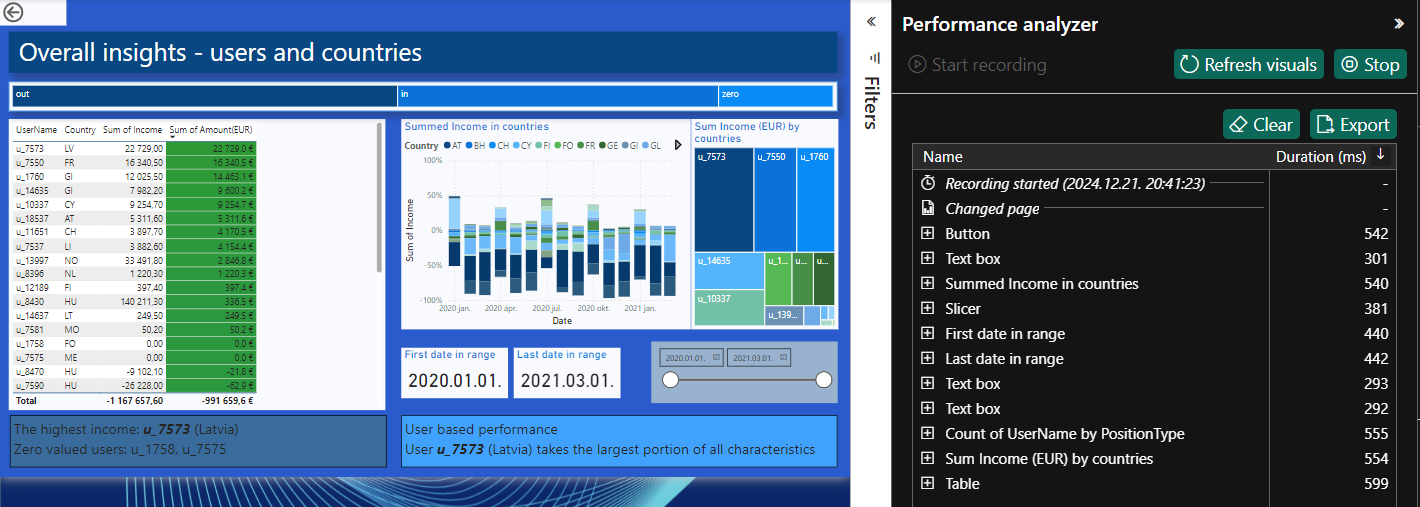 Overall insights - users and countries
out in zero
UserName Country Sum of Income Sum of Amount(EUR)
u_7573 LV 22 729,00 22 729,0 €
u_7550 FR 16 340,50 16 340,5 €
u_1760 GI 12 025,50 14 463,1 €
u_14635 GI 7 982,20 9 600,2 €
u_10337 CY 9 254,70 9 254,7 €
u_18537 AT 5 311,60 5 311,6 €
u_11651 CH 3 897,70 4 170,5 €
u_7537 LI 3 882,60 4 154,4 €
u_13997 NO 33 491,80 2 846,8 €
u_8396 NL 1 220,30 1 220,3 €
u_12189 FI 397,40 397,4 €
u_8430 HU 140 211,30 336,5 €
u_14637 LT 249,50 249,5 €
u_7581 MO 50,20 50,2 €
u_1758 FO 0,00 0,0 €
u_7575 ME 0,00 0,0 €
u_8470 HU -9 102,10 -21,8 €
u_7590 HU -26 228,00 -62,9 €
Total -1 167 657,60 -991 659,6 €
The highest income: u_7573 (Latvia)
Zero valued users: u_1758, u_7575
Summed Income in countries
Country AT BH CH CY FI FO FR GE GI GL
100%
50%
0%
-50%
-100%
Sum of Income
2020 jan. 2020 ápr. 2020 júl. 2020 okt. 2021 jan.
Date
Sum Income (EUR) by
countries
u_7573 u_7550 u_1760
u_14635 u_1... u_... u_...
u_10337
u_139...
First date in range
2020.01.01.
Last date in range
2021.03.01.
2020.01.01. 2021.03.01.
User based performance
User u_7573 (Latvia) takes the largest portion of all characteristics
Filters
Performance analyzer
Start recording Refresh visuals Stop
Clear Export
Name Duration (ms)
Recording started (2024.12.21. 20:41:23) -
Changed page -
Button 542
Text box 301
Summed Income in countries 540
Slicer 381
First date in range 440
Last date in range 442
Text box 293
Text box 292
Count of UserName by PositionType 555
Sum Income (EUR) by countries 554
Table 599